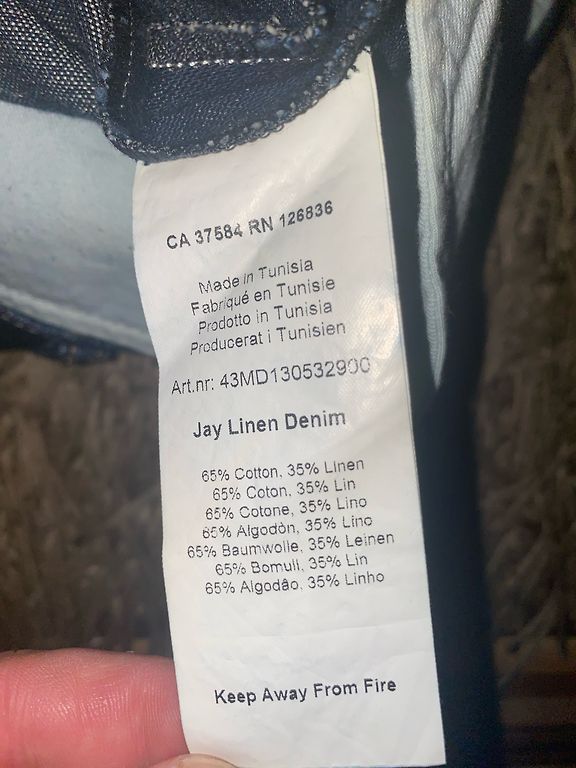 CA 37584 RN 126836
Made in Tunisia
Fabriqué en Tunisie
Prodotto in Tunisia
Producerat i Tunisien
Art.nr: 43MD130532900
Jay Linen Denim
65% Cotton, 35% Linen
65% Coton, 35% Lin
65% Cotone, 35% Lino
65% Algodòn, 35% Lino
65% Baumwolle, 35% Leinen
65% Bomull, 35% Lin
65% Algodâo, 35% Linho
Keep Away From Fire